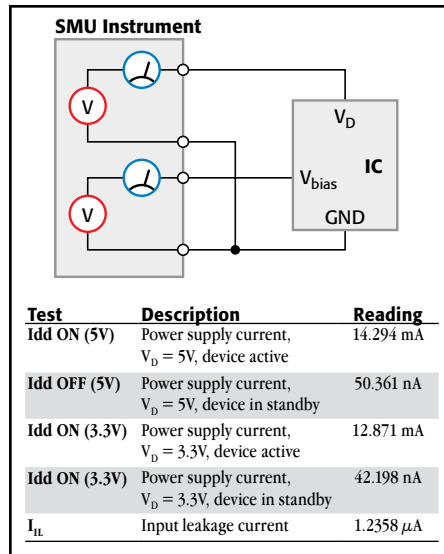 SMU Instrument
V
V
V_D
V_bias
IC
GND
Test Description Reading
Idd ON (5V) Power supply current, 14.294 mA
V_D = 5V, device active
Idd OFF (5V) Power supply current, 50.361 nA
V_D = 5V, device in standby
Idd ON (3.3V) Power supply current, 12.871 mA
V_D = 3.3V, device active
Idd ON (3.3V) Power supply current, 42.198 nA
V_D = 3.3V, device in standby
I_IL Input leakage current 1.2358 μA